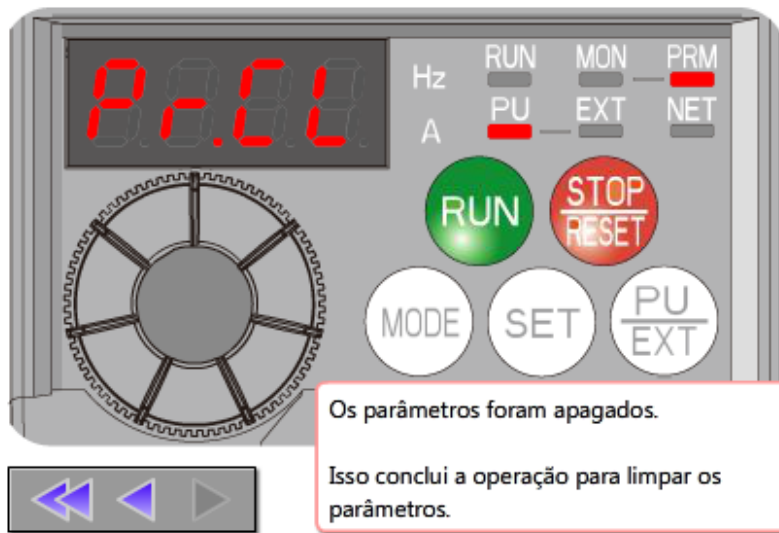 Pr.CL
Hz RUN MON PRM
A PU EXT NET
RUN
STOP
RESET
MODE
SET
PU
EXT
Os parâmetros foram apagados.
Isso conclui a operação para limpar os
parâmetros.